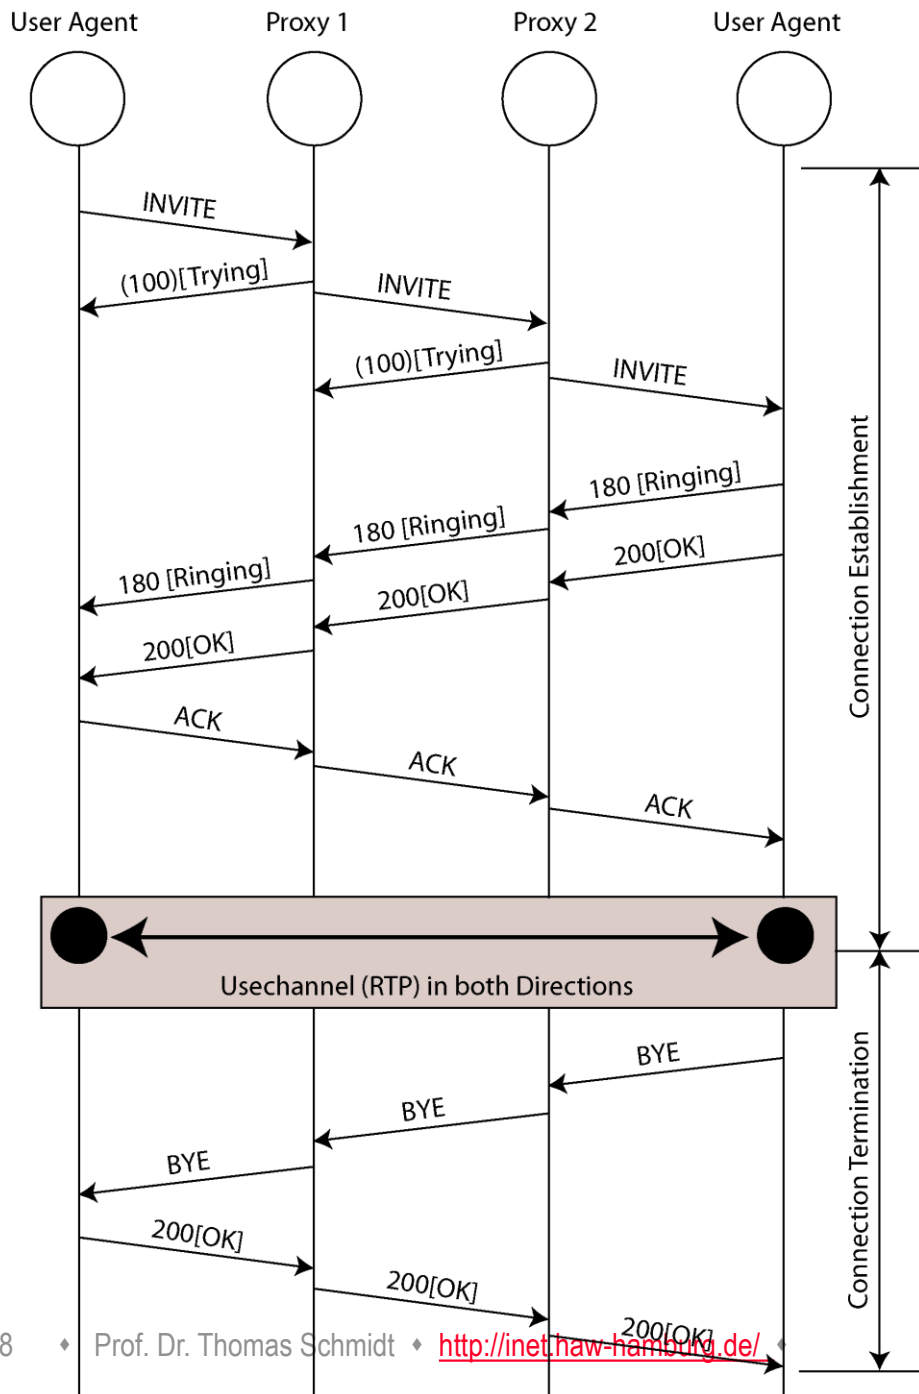 User Agent
Proxy 1
Proxy 2
User Agent
INVITE
(100)[Trying]
INVITE
(100)[Trying]
INVITE
180 [Ringing]
180 [Ringing]
200[OK]
180 [Ringing]
200[OK]
200[OK]
ACK
ACK
ACK
Connection Establishment
Usechannel (RTP) in both Directions
BYE
BYE
BYE
200[OK]
200[OK]
200[OK]
Connection Termination
8 ♦ Prof. Dr. Thomas Schmidt ♦ http://inet.haw-hamburg.de/ ♦